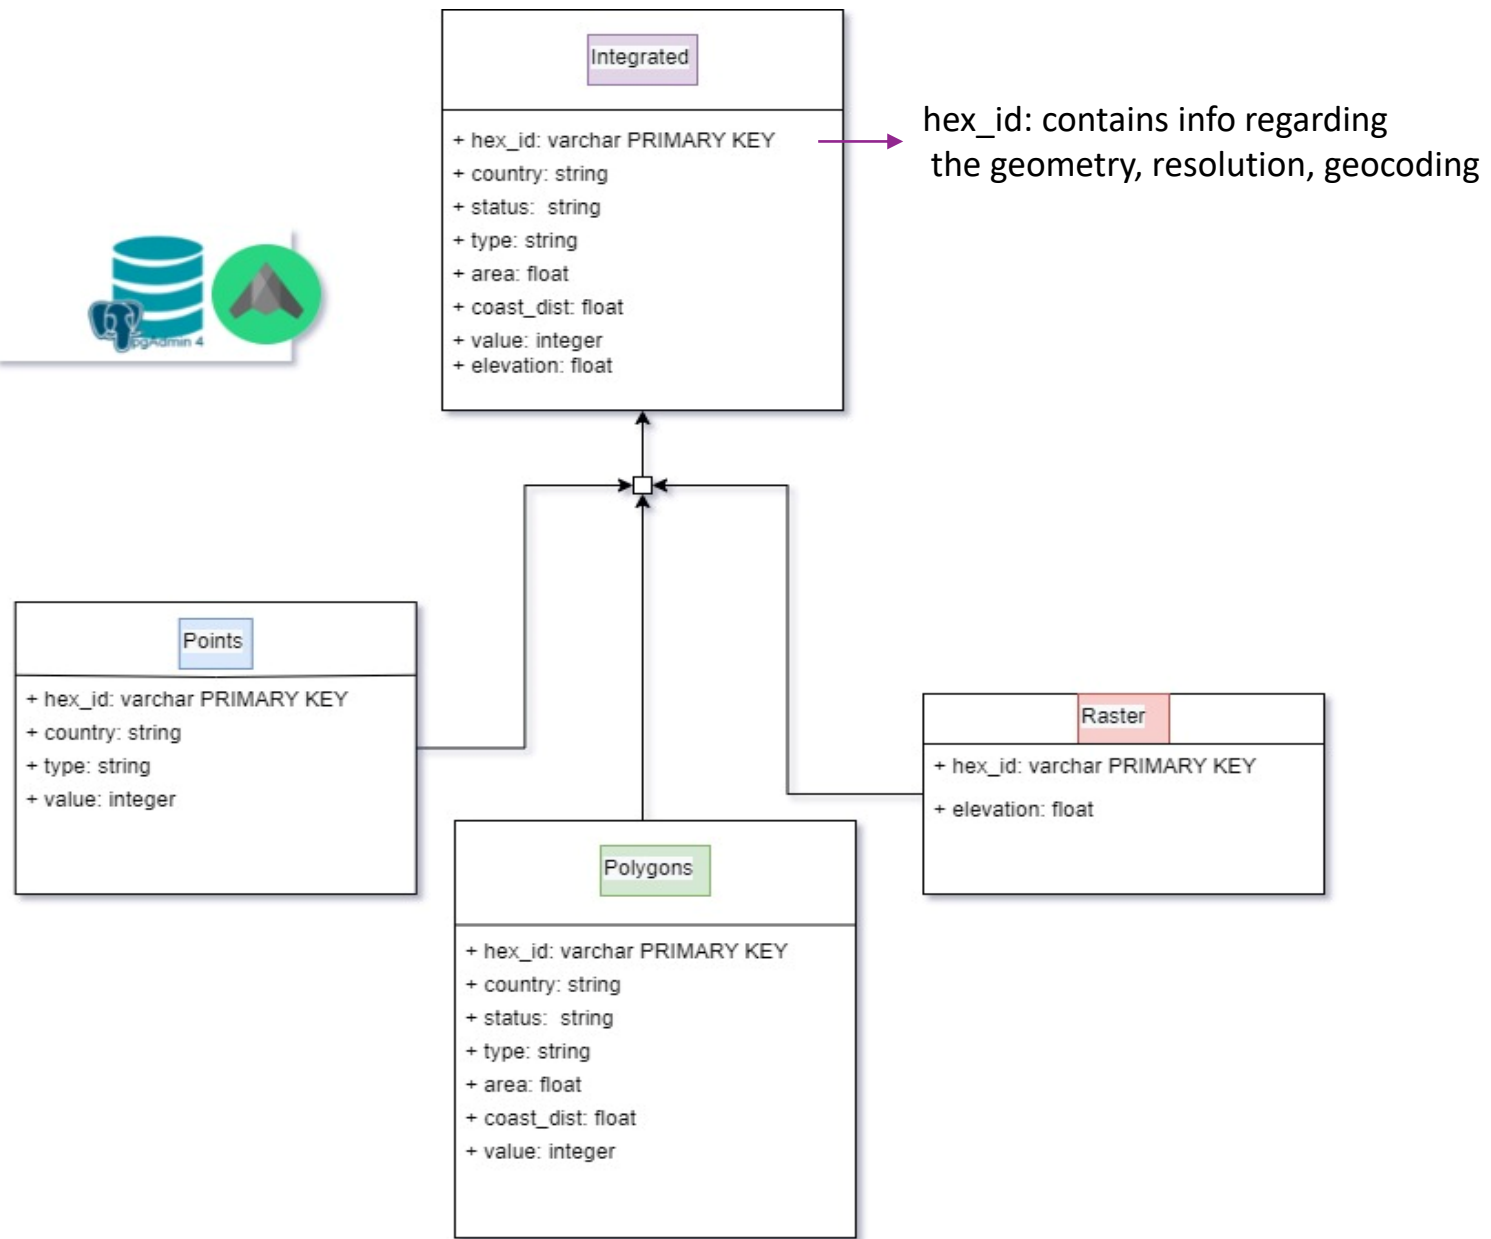 Integrated
+ hex_id: varchar PRIMARY KEY
+ country: string
+ status:  string
+ type: string
+ area: float
+ coast_dist: float
+ value: integer
+ elevation: float
hex_id: contains info regarding
the geometry, resolution, geocoding
pgAdmin 4
Points
+ hex_id: varchar PRIMARY KEY
+ country: string
+ type: string
+ value: integer
Polygons
+ hex_id: varchar PRIMARY KEY
+ country: string
+ status:  string
+ type: string
+ area: float
+ coast_dist: float
+ value: integer
Raster
+ hex_id: varchar PRIMARY KEY
+ elevation: float